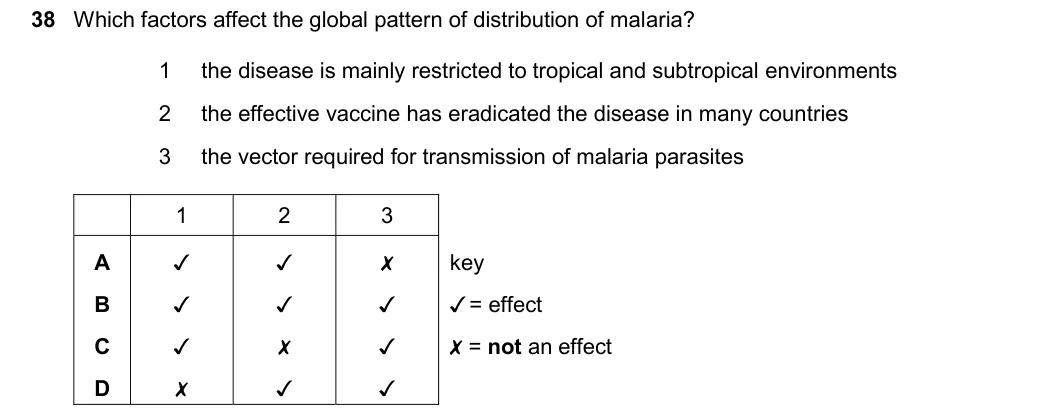 38 Which factors affect the global pattern of distribution of malaria?
1 the disease is mainly restricted to tropical and subtropical environments
2 the effective vaccine has eradicated the disease in many countries
3 the vector required for transmission of malaria parasites
1 2 3
A ✓ ✓ ✗ key
B ✓ ✓ ✓ ✓ = effect
C ✓ ✗ ✓ ✗ = not an effect
D ✗ ✓ ✓